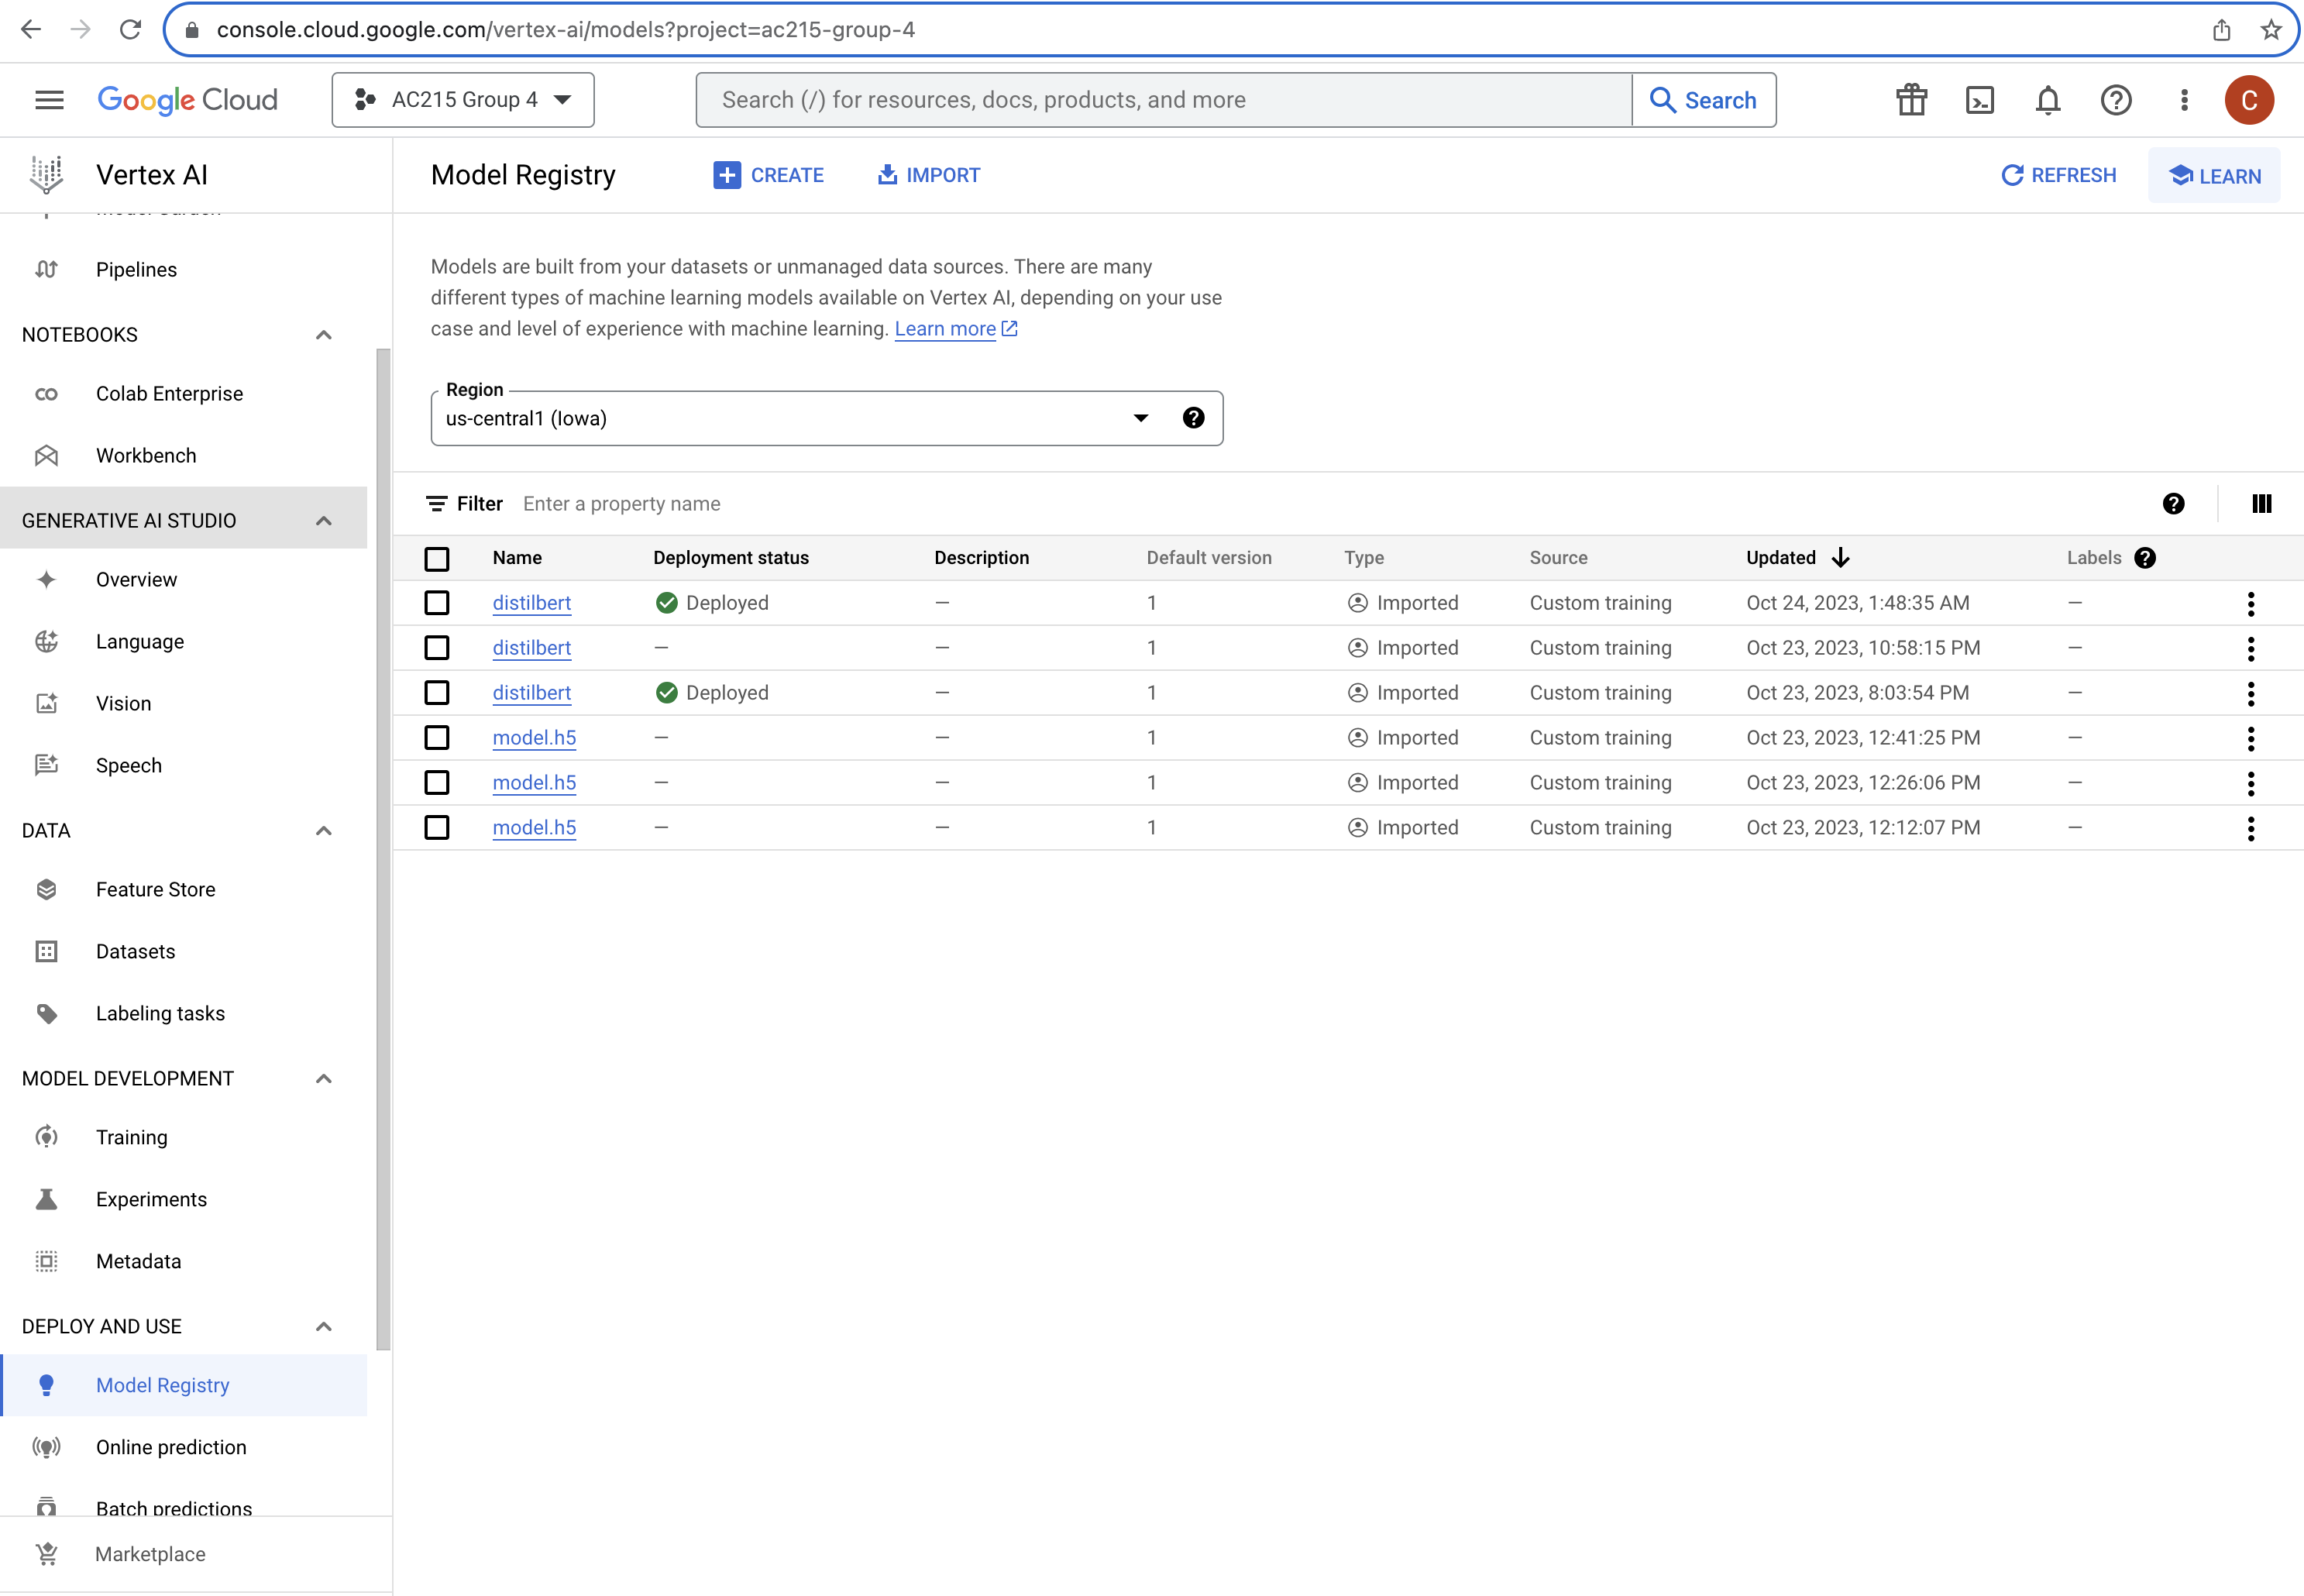 console.cloud.google.com/vertex-ai/models?project=ac215-group-4
Google Cloud
AC215 Group 4
Search (/) for resources, docs, products, and more
Search
C
Vertex AI
Model Registry
CREATE
IMPORT
REFRESH
LEARN
Pipelines
NOTEBOOKS
Colab Enterprise
Workbench
GENERATIVE AI STUDIO
Overview
Language
Vision
Speech
DATA
Feature Store
Datasets
Labeling tasks
MODEL DEVELOPMENT
Training
Experiments
Metadata
DEPLOY AND USE
Model Registry
Online prediction
Batch predictions
Marketplace
Models are built from your datasets or unmanaged data sources. There are many
different types of machine learning models available on Vertex AI, depending on your use
case and level of experience with machine learning. Learn more
Region
us-central1 (Iowa)
Filter Enter a property name
Name Deployment status Description Default version Type Source Updated Labels
distilbert Deployed — 1 Imported Custom training Oct 24, 2023, 1:48:35 AM —
distilbert — — 1 Imported Custom training Oct 23, 2023, 10:58:15 PM —
distilbert Deployed — 1 Imported Custom training Oct 23, 2023, 8:03:54 PM —
model.h5 — — 1 Imported Custom training Oct 23, 2023, 12:41:25 PM —
model.h5 — — 1 Imported Custom training Oct 23, 2023, 12:26:06 PM —
model.h5 — — 1 Imported Custom training Oct 23, 2023, 12:12:07 PM —